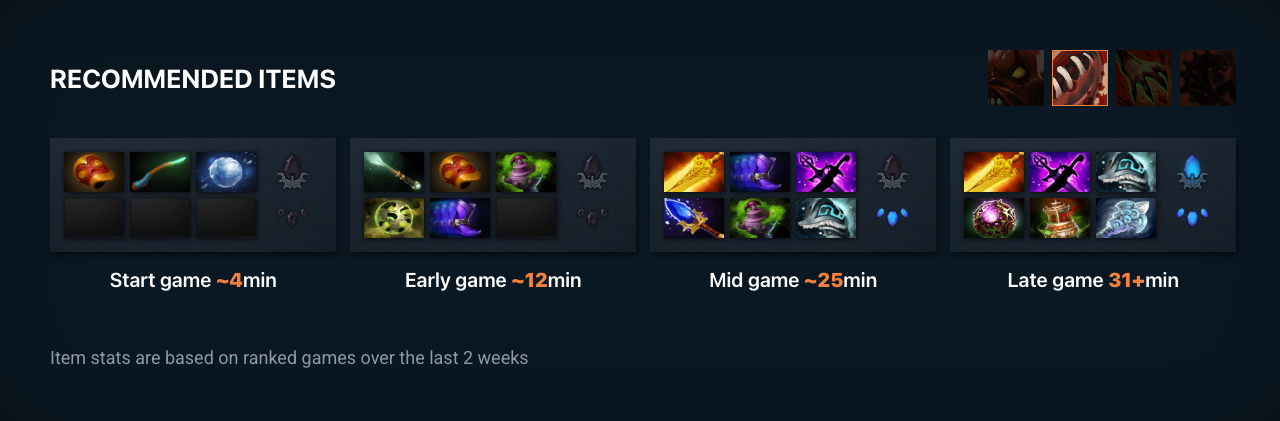 RECOMMENDED ITEMS
Start game ~4min
Early game ~12min
Mid game ~25min
Late game 31+min
Item stats are based on ranked games over the last 2 weeks